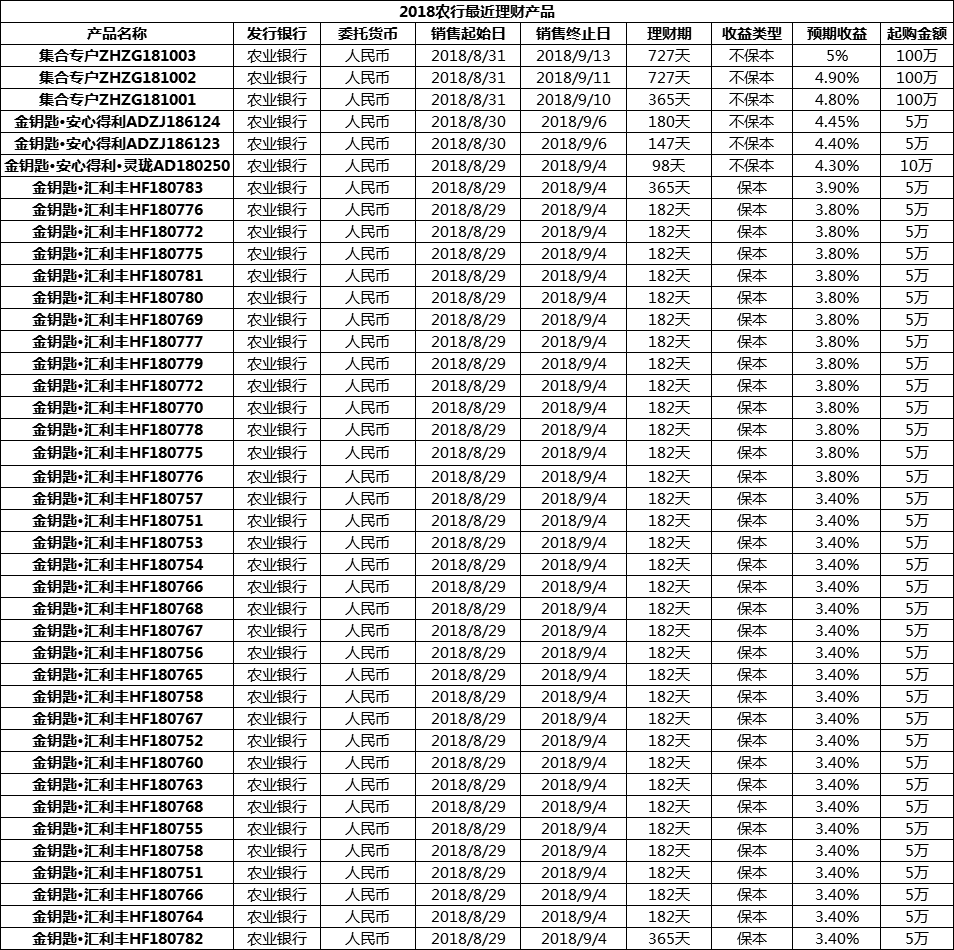 2018农行最近理财产品
产品名称 发行银行 委托货币 销售起始日 销售终止日 理财期 收益类型 预期收益 起购金额
集合专户ZHZG181003 农业银行 人民币 2018/8/31 2018/9/13 727天 不保本 5% 100万
集合专户ZHZG181002 农业银行 人民币 2018/8/31 2018/9/11 727天 不保本 4.90% 100万
集合专户ZHZG181001 农业银行 人民币 2018/8/31 2018/9/10 365天 不保本 4.80% 100万
金钥匙•安心得利ADZJ186124 农业银行 人民币 2018/8/30 2018/9/6 180天 不保本 4.45% 5万
金钥匙•安心得利ADZJ186123 农业银行 人民币 2018/8/30 2018/9/6 147天 不保本 4.40% 5万
金钥匙•安心得利•灵珑AD180250 农业银行 人民币 2018/8/29 2018/9/4 98天 不保本 4.30% 10万
金钥匙•汇利丰HF180783 农业银行 人民币 2018/8/29 2018/9/4 365天 保本 3.90% 5万
金钥匙•汇利丰HF180776 农业银行 人民币 2018/8/29 2018/9/4 182天 保本 3.80% 5万
金钥匙•汇利丰HF180772 农业银行 人民币 2018/8/29 2018/9/4 182天 保本 3.80% 5万
金钥匙•汇利丰HF180775 农业银行 人民币 2018/8/29 2018/9/4 182天 保本 3.80% 5万
金钥匙•汇利丰HF180781 农业银行 人民币 2018/8/29 2018/9/4 182天 保本 3.80% 5万
金钥匙•汇利丰HF180780 农业银行 人民币 2018/8/29 2018/9/4 182天 保本 3.80% 5万
金钥匙•汇利丰HF180769 农业银行 人民币 2018/8/29 2018/9/4 182天 保本 3.80% 5万
金钥匙•汇利丰HF180777 农业银行 人民币 2018/8/29 2018/9/4 182天 保本 3.80% 5万
金钥匙•汇利丰HF180779 农业银行 人民币 2018/8/29 2018/9/4 182天 保本 3.80% 5万
金钥匙•汇利丰HF180772 农业银行 人民币 2018/8/29 2018/9/4 182天 保本 3.80% 5万
金钥匙•汇利丰HF180770 农业银行 人民币 2018/8/29 2018/9/4 182天 保本 3.80% 5万
金钥匙•汇利丰HF180778 农业银行 人民币 2018/8/29 2018/9/4 182天 保本 3.80% 5万
金钥匙•汇利丰HF180775 农业银行 人民币 2018/8/29 2018/9/4 182天 保本 3.80% 5万
金钥匙•汇利丰HF180776 农业银行 人民币 2018/8/29 2018/9/4 182天 保本 3.80% 5万
金钥匙•汇利丰HF180757 农业银行 人民币 2018/8/29 2018/9/4 182天 保本 3.40% 5万
金钥匙•汇利丰HF180751 农业银行 人民币 2018/8/29 2018/9/4 182天 保本 3.40% 5万
金钥匙•汇利丰HF180753 农业银行 人民币 2018/8/29 2018/9/4 182天 保本 3.40% 5万
金钥匙•汇利丰HF180754 农业银行 人民币 2018/8/29 2018/9/4 182天 保本 3.40% 5万
金钥匙•汇利丰HF180766 农业银行 人民币 2018/8/29 2018/9/4 182天 保本 3.40% 5万
金钥匙•汇利丰HF180768 农业银行 人民币 2018/8/29 2018/9/4 182天 保本 3.40% 5万
金钥匙•汇利丰HF180767 农业银行 人民币 2018/8/29 2018/9/4 182天 保本 3.40% 5万
金钥匙•汇利丰HF180756 农业银行 人民币 2018/8/29 2018/9/4 182天 保本 3.40% 5万
金钥匙•汇利丰HF180765 农业银行 人民币 2018/8/29 2018/9/4 182天 保本 3.40% 5万
金钥匙•汇利丰HF180758 农业银行 人民币 2018/8/29 2018/9/4 182天 保本 3.40% 5万
金钥匙•汇利丰HF180767 农业银行 人民币 2018/8/29 2018/9/4 182天 保本 3.40% 5万
金钥匙•汇利丰HF180752 农业银行 人民币 2018/8/29 2018/9/4 182天 保本 3.40% 5万
金钥匙•汇利丰HF180760 农业银行 人民币 2018/8/29 2018/9/4 182天 保本 3.40% 5万
金钥匙•汇利丰HF180763 农业银行 人民币 2018/8/29 2018/9/4 182天 保本 3.40% 5万
金钥匙•汇利丰HF180768 农业银行 人民币 2018/8/29 2018/9/4 182天 保本 3.40% 5万
金钥匙•汇利丰HF180755 农业银行 人民币 2018/8/29 2018/9/4 182天 保本 3.40% 5万
金钥匙•汇利丰HF180758 农业银行 人民币 2018/8/29 2018/9/4 182天 保本 3.40% 5万
金钥匙•汇利丰HF180751 农业银行 人民币 2018/8/29 2018/9/4 182天 保本 3.40% 5万
金钥匙•汇利丰HF180766 农业银行 人民币 2018/8/29 2018/9/4 182天 保本 3.40% 5万
金钥匙•汇利丰HF180764 农业银行 人民币 2018/8/29 2018/9/4 182天 保本 3.40% 5万
金钥匙•汇利丰HF180782 农业银行 人民币 2018/8/29 2018/9/4 365天 保本 3.40% 5万